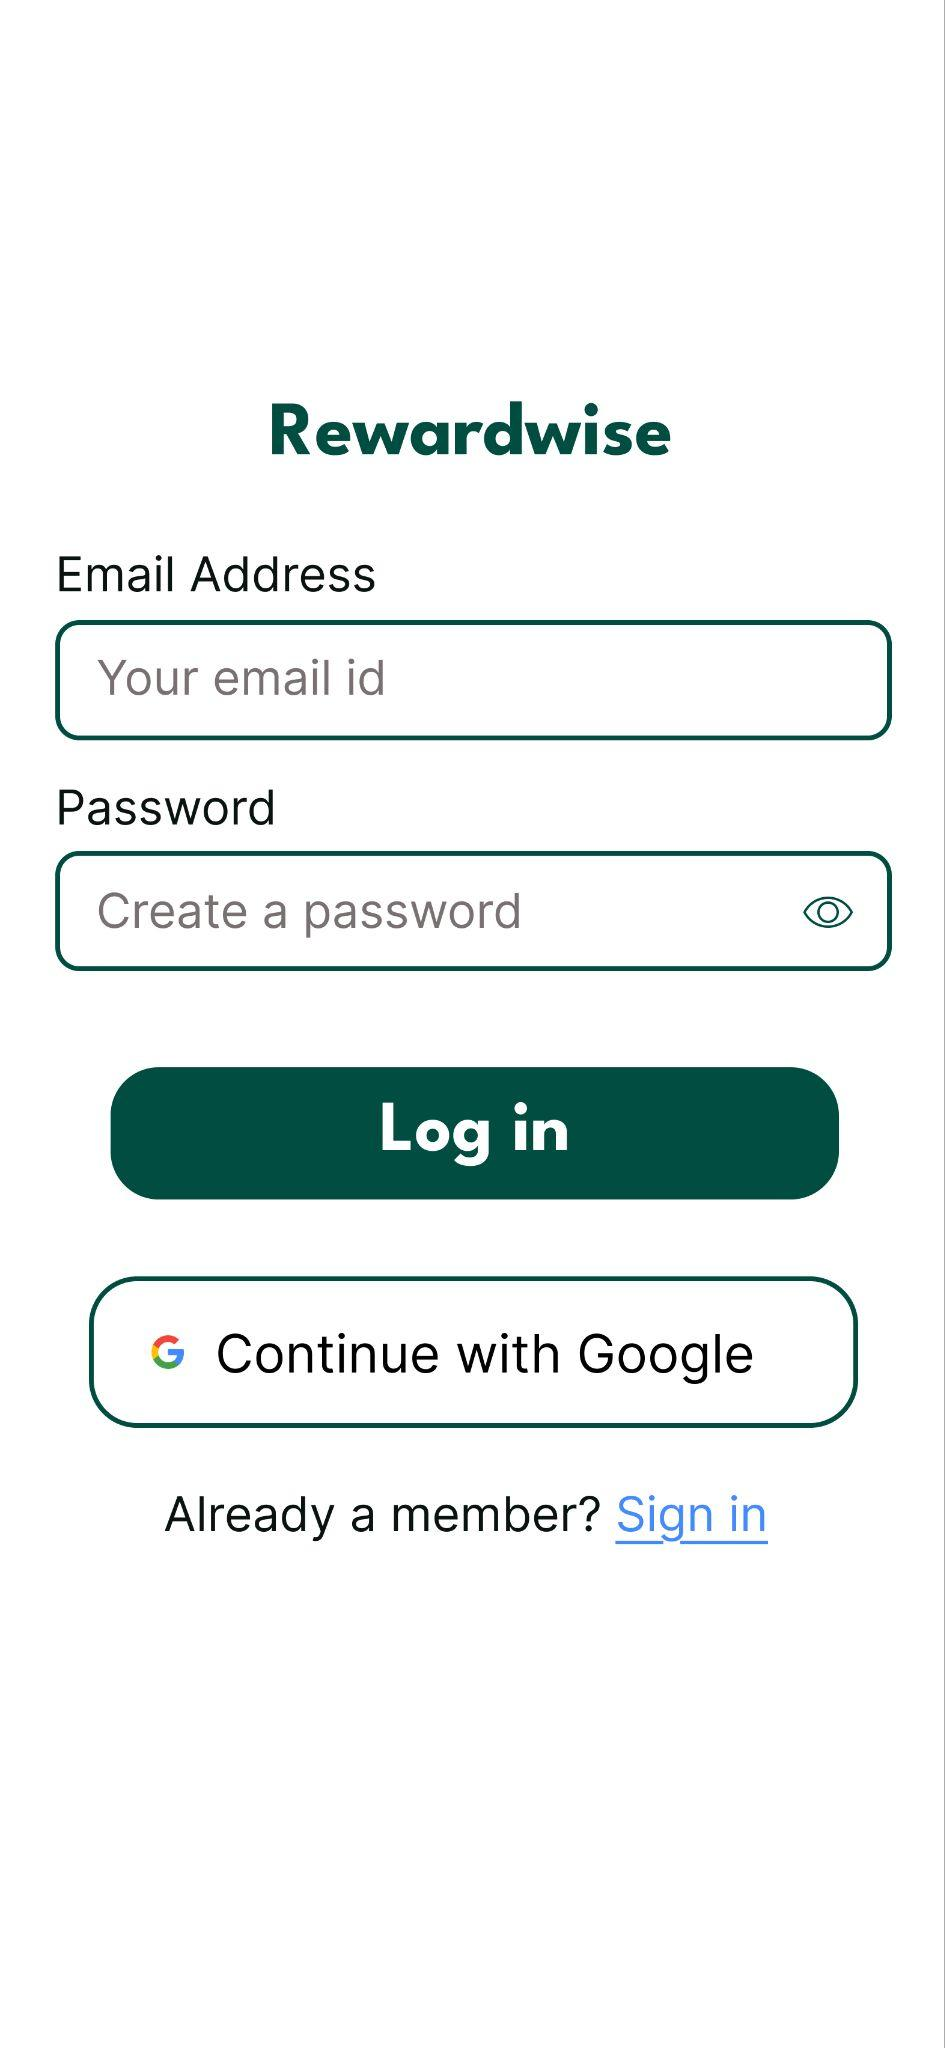 Rewardwise
Email Address
Your email id
Password
Create a password
Log in
Continue with Google
Already a member? Sign in